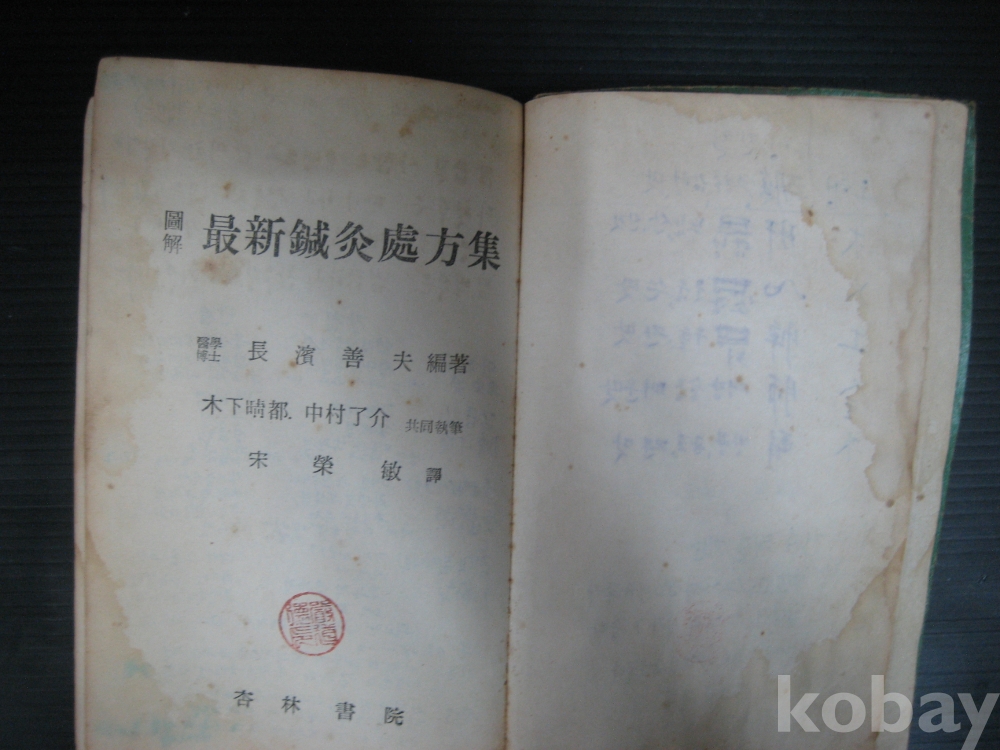 圖解 最新鍼灸處方集
醫學博士 長濱善夫 編著
木下晴都. 中村了介 共同執筆
宋榮敏 譯
杏林書院
kobay